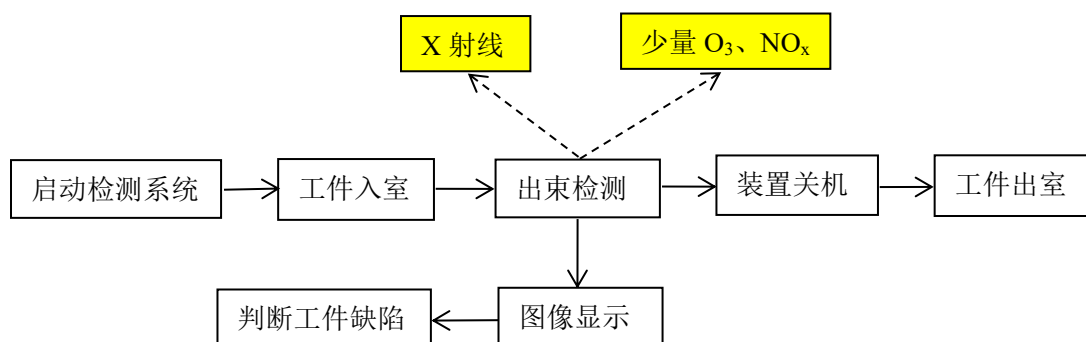 X 射线
少量 O₃、NOₓ
启动检测系统
工件入室
出束检测
装置关机
工件出室
判断工件缺陷
图像显示